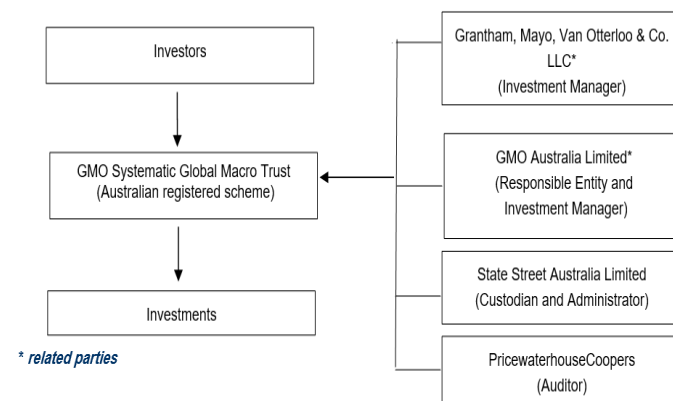 Investors
GMO Systematic Global Macro Trust
(Australian registered scheme)
Investments
* related parties
Grantham, Mayo, Van Otterloo & Co.
LLC*
(Investment Manager)
GMO Australia Limited*
(Responsible Entity and
Investment Manager)
State Street Australia Limited
(Custodian and Administrator)
PricewaterhouseCoopers
(Auditor)